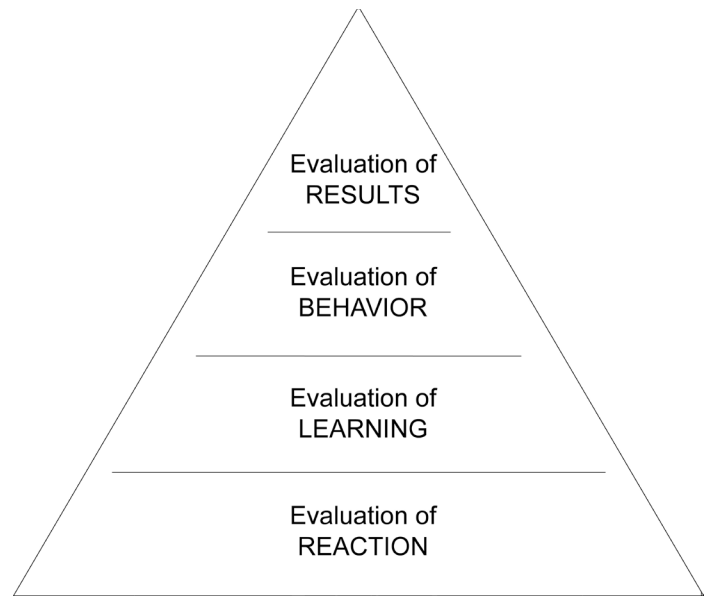 Evaluation of
RESULTS
Evaluation of
BEHAVIOR
Evaluation of
LEARNING
Evaluation of
REACTION